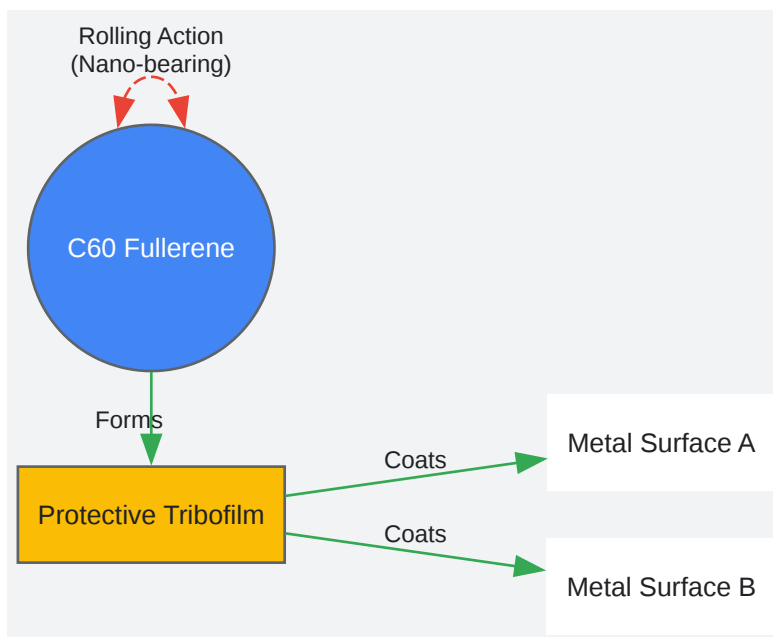 Rolling Action
(Nano-bearing)
C60 Fullerene
Forms
Protective Tribofilm
Coats
Metal Surface A
Coats
Metal Surface B